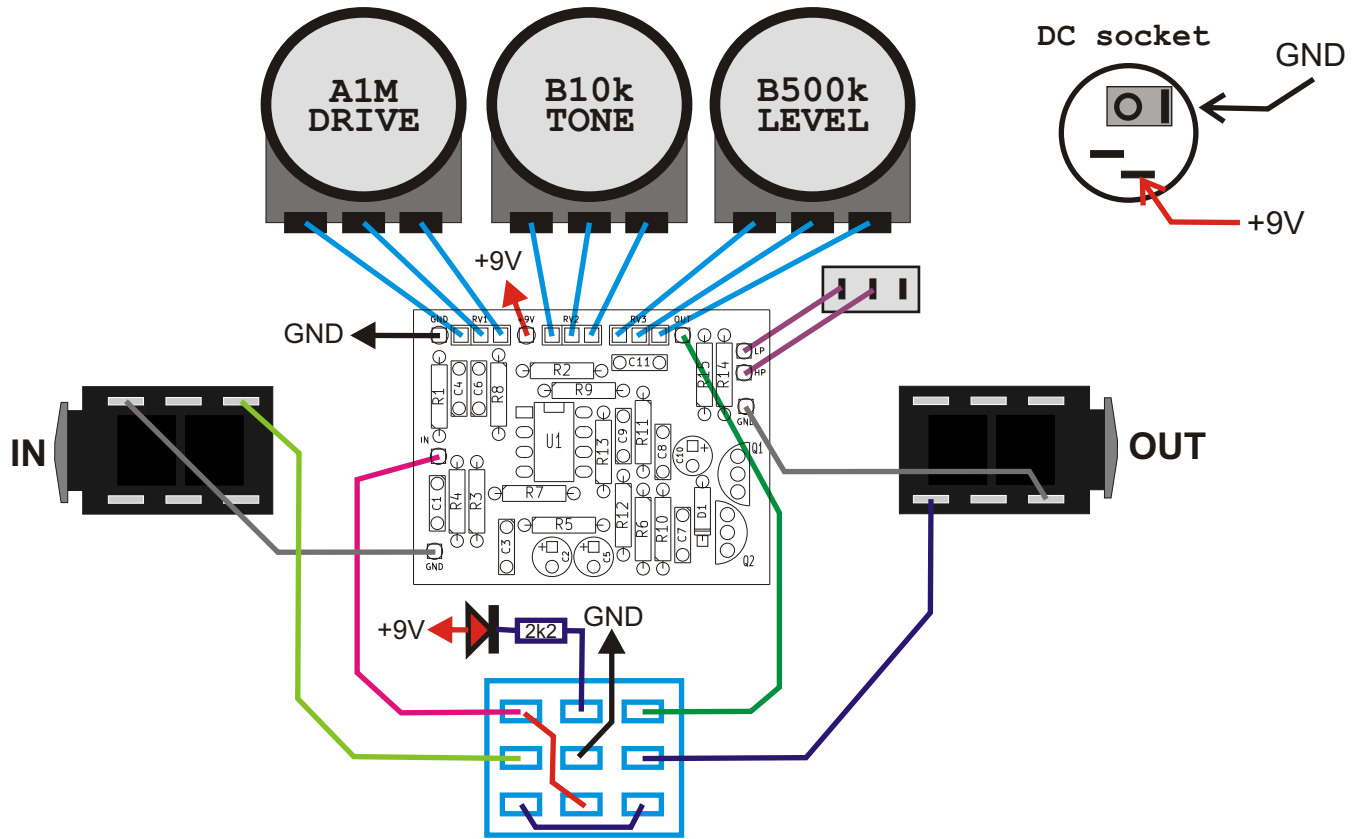 DC socket
GND
+9V
A1M
DRIVE
B10k
TONE
B500k
LEVEL
+9V
GND
GND
RV1
+9V
RV2
RV3
OUT
LP
HP
GND
R1
C4
C6
R8
R2
R9
C11
R15
R14
IN
U1
R13
C9
R11
C8
C10
Q1
C1
R4
R3
R7
R5
C3
C2
C5
R12
R6
R10
C7
D1
Q2
GND
IN
OUT
+9V
2k2
GND